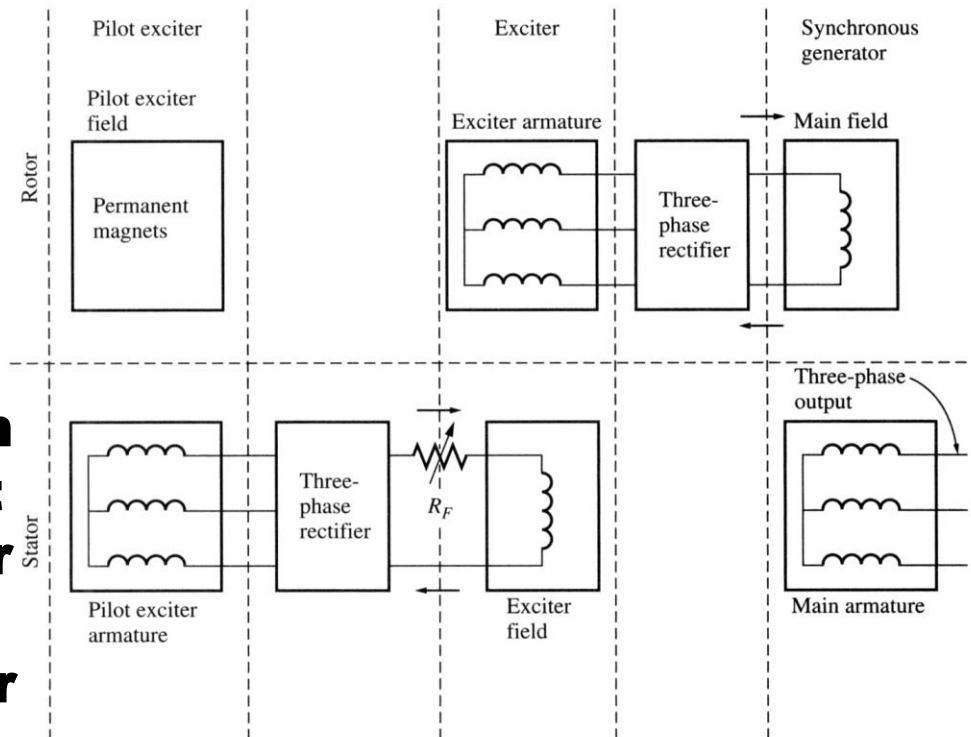 Pilot exciter
Exciter
Synchronous
generator
Pilot exciter
field
Exciter armature
Main field
Rotor
Permanent
magnets
Three-
phase
rectifier
Three-phase
output
Stator
Three-
phase
rectifier
R_F
Pilot exciter
armature
Exciter
field
Main armature